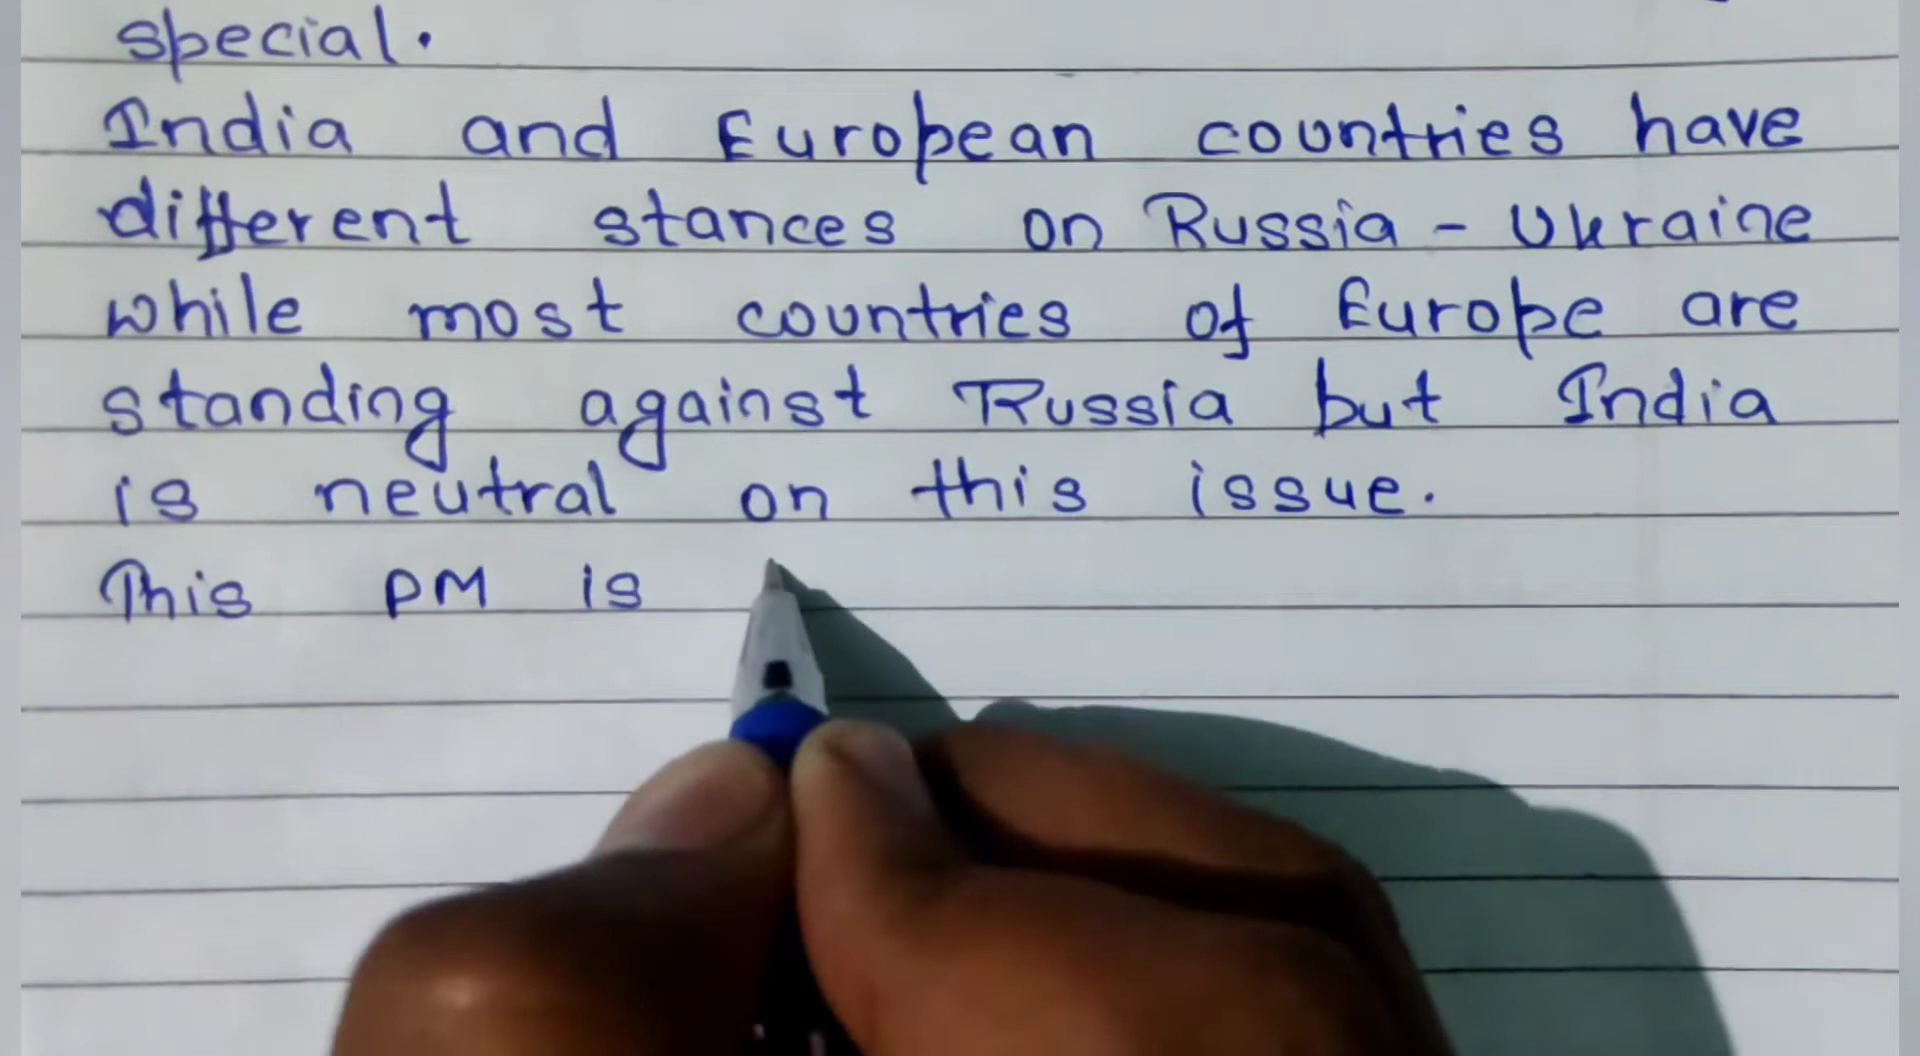 special.
India and European countries have
different stances on Russia - Ukraine
while most countries of Europe are
standing against Russia but India
is neutral on this issue.
This PM is